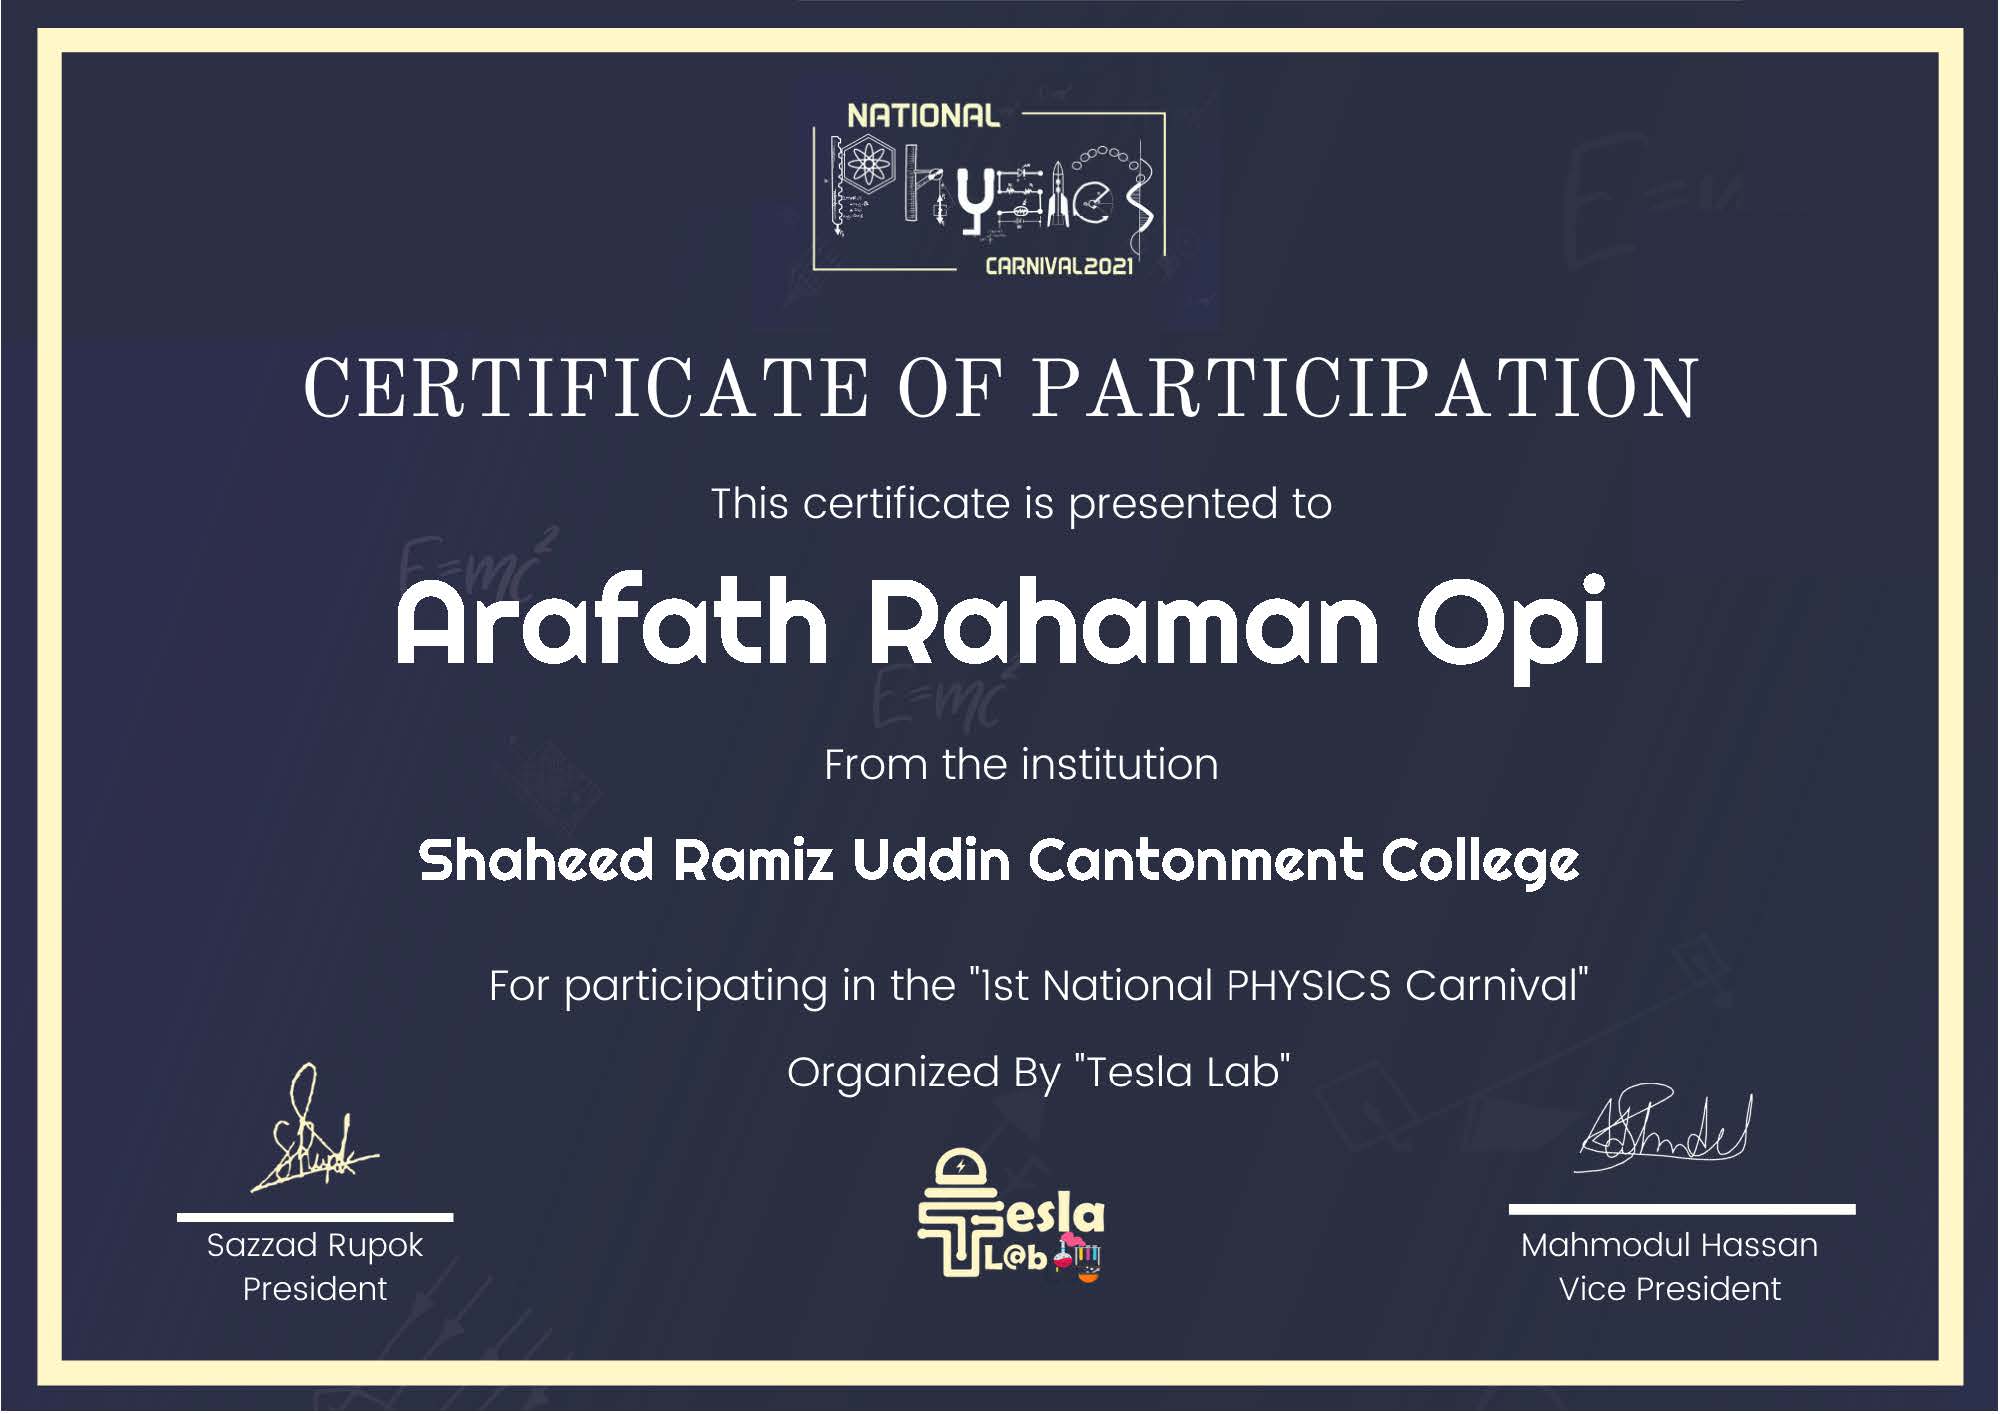 NATIONAL
Physics
CARNIVAL2021
CERTIFICATE OF PARTICIPATION
This certificate is presented to
E=mc²
Arafath Rahaman Opi
E=mc²
From the institution
Shaheed Ramiz Uddin Cantonment College
For participating in the "1st National PHYSICS Carnival"
Organized By "Tesla Lab"
Tesla
L@b
Sazzad Rupok
President
Mahmodul Hassan
Vice President